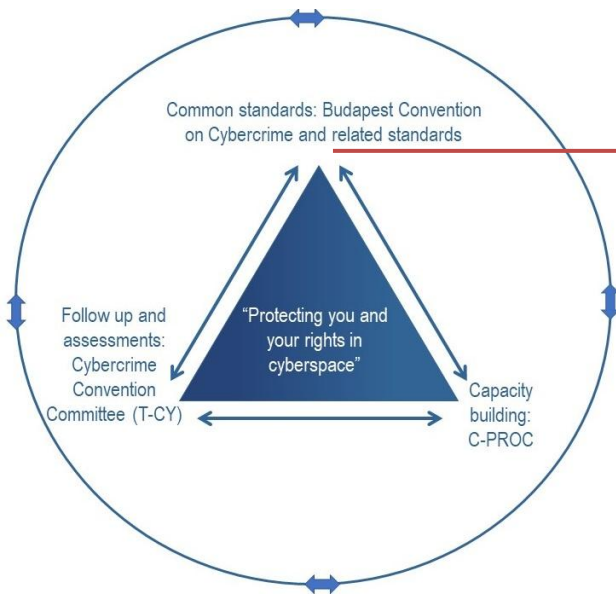 Common standards: Budapest Convention
on Cybercrime and related standards
“Protecting you and
your rights in
cyberspace”
Follow up and
assessments:
Cybercrime
Convention
Committee (T-CY)
Capacity
building:
C-PROC